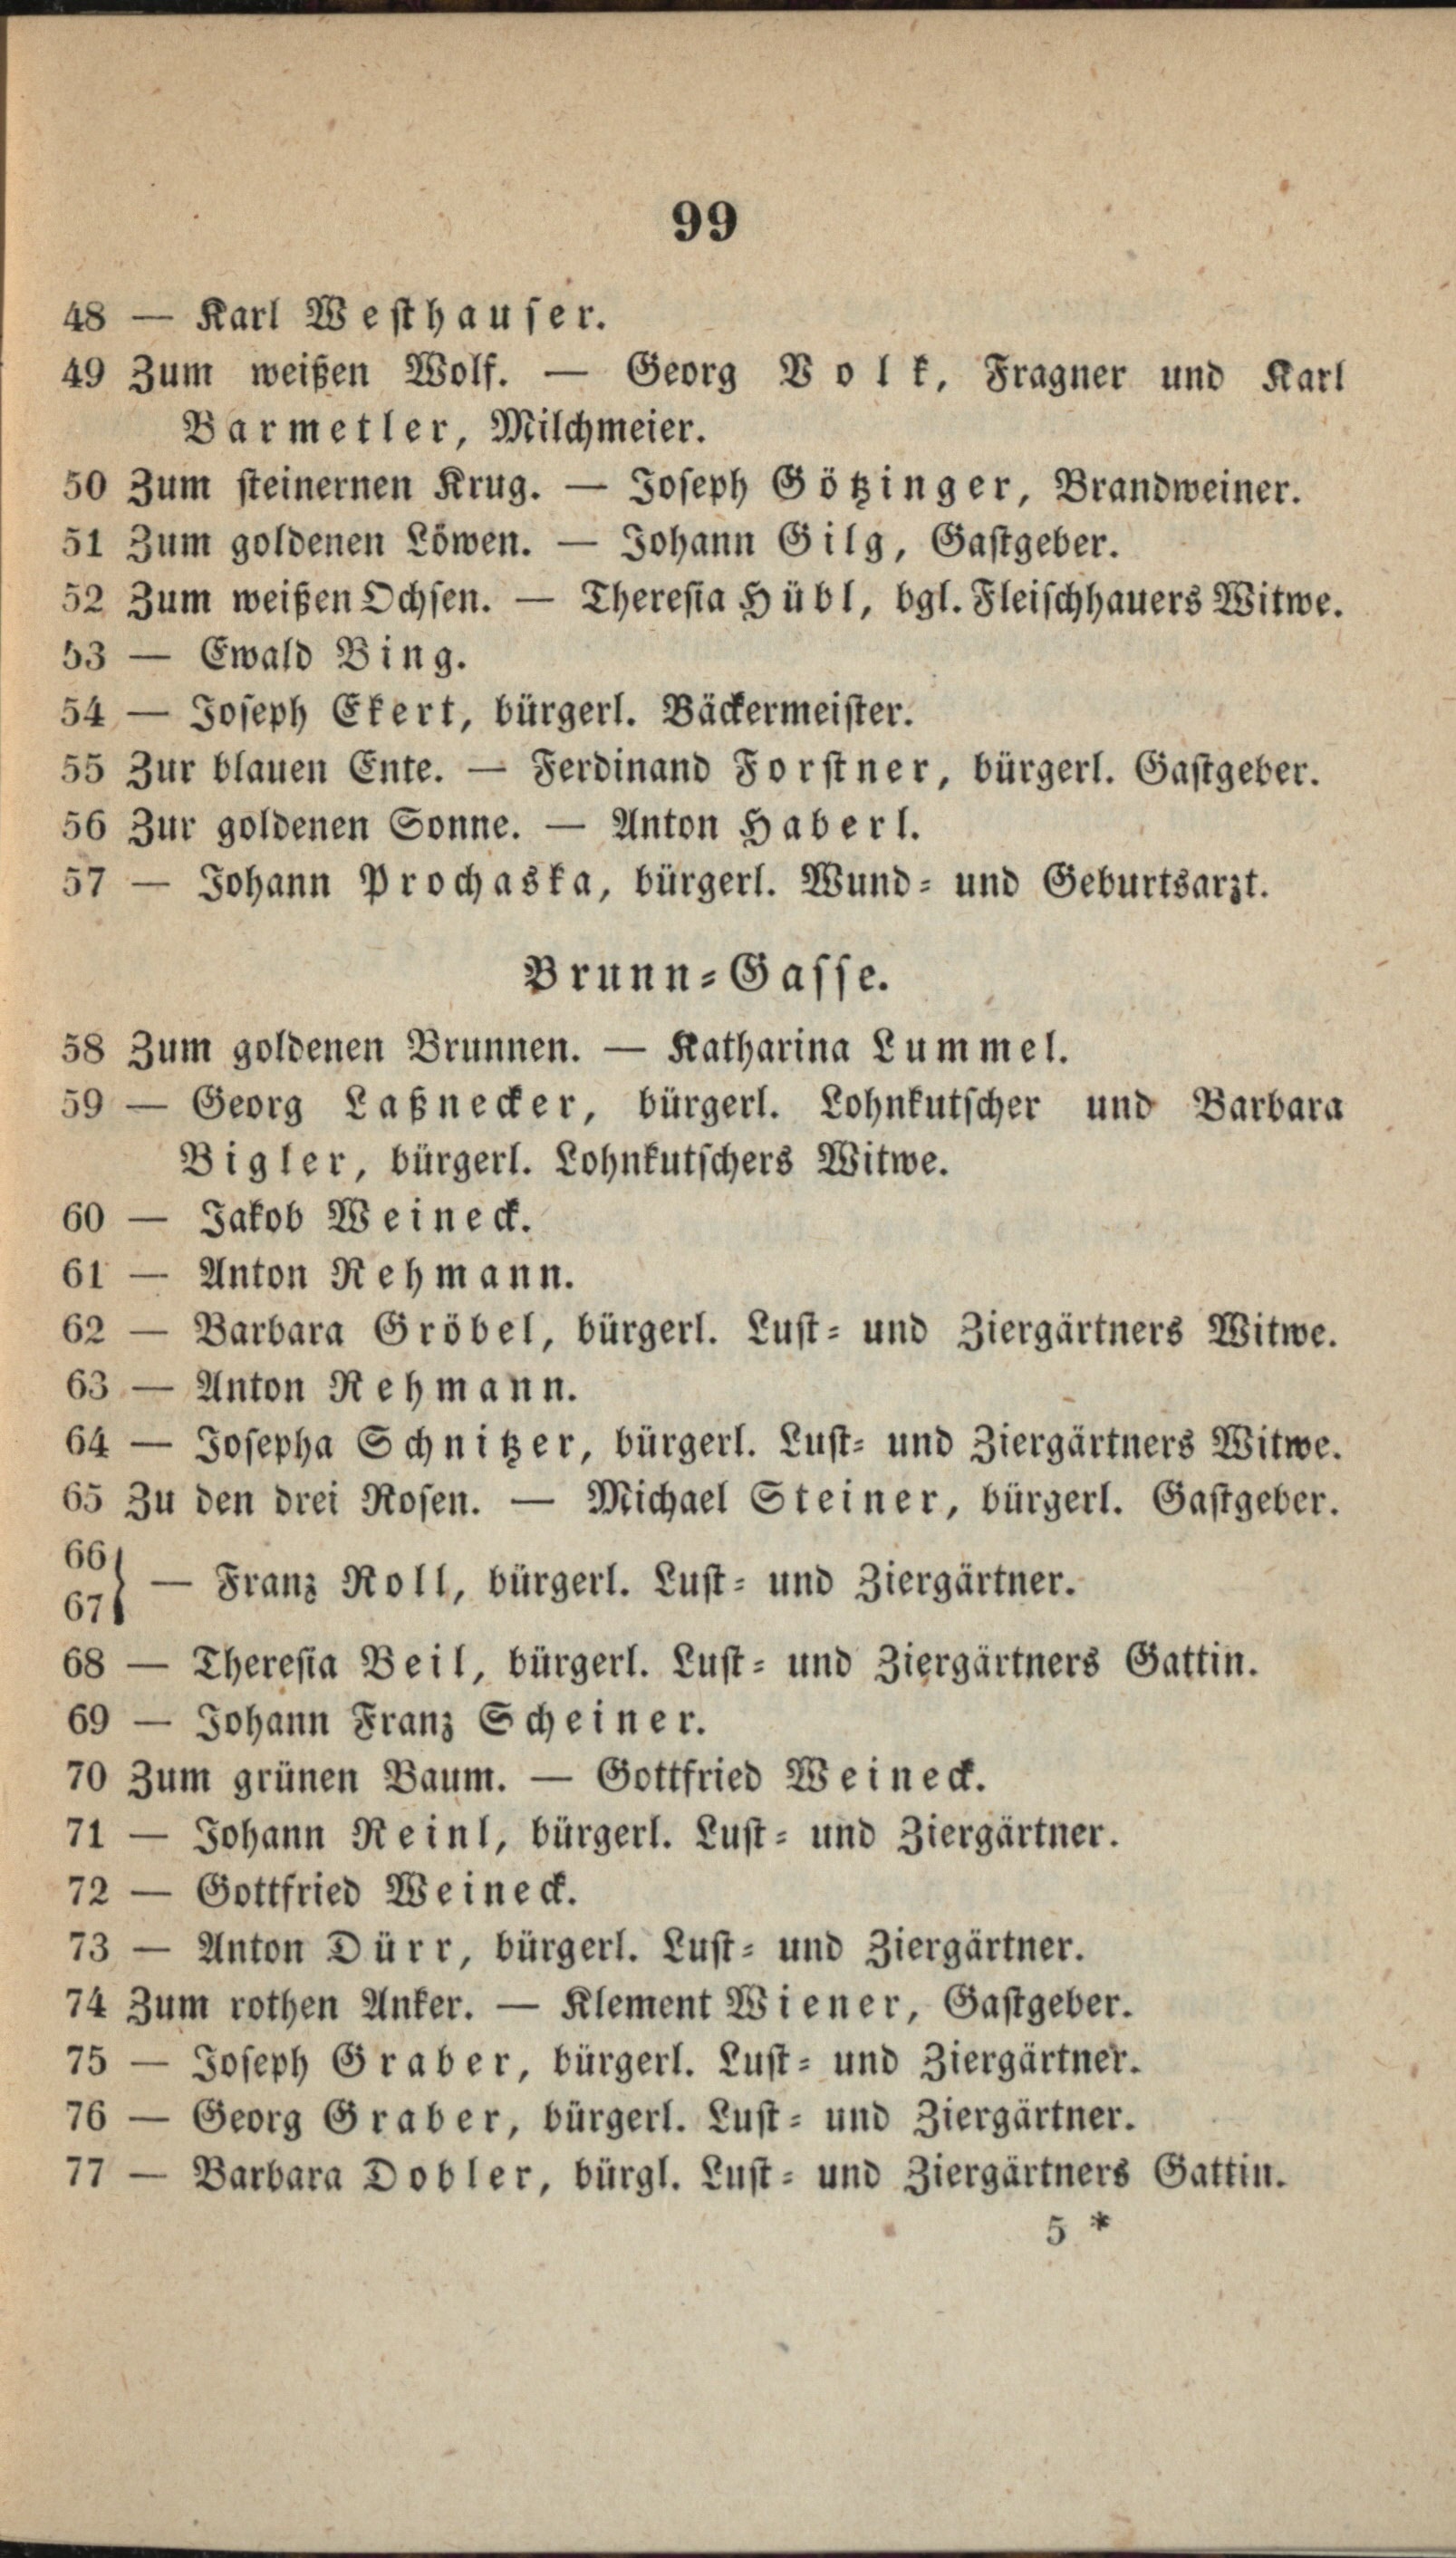 99
48 — Karl Westhauser.
49 Zum weißen Wolf. — Georg Volk, Fragner und Karl
Barmetler, Milchmeier.
50 Zum steinernen Krug. — Joseph Götzinger, Brandweiner.
51 Zum goldenen Löwen. — Johann Gilg, Gastgeber.
52 Zum weißen Ochsen. — Theresia Hübl, bgl. Fleischhauers Witwe.
53 — Ewald Bing.
54 — Joseph Ekert, bürgerl. Bäckermeister.
55 Zur blauen Ente. — Ferdinand Forstner, bürgerl. Gastgeber.
56 Zur goldenen Sonne. — Anton Haberl.
57 — Johann Prochaska, bürgerl. Wund- und Geburtsarzt.
Brunn-Gasse.
58 Zum goldenen Brunnen. — Katharina Lummel.
59 — Georg Laßnecker, bürgerl. Lohnkutscher und Barbara
Bigler, bürgerl. Lohnkutschers Witwe.
60 — Jakob Weineck.
61 — Anton Rehmann.
62 — Barbara Gröbel, bürgerl. Lust- und Ziergärtners Witwe.
63 — Anton Rehmann.
64 — Josepha Schnitzer, bürgerl. Lust- und Ziergärtners Witwe.
65 Zu den drei Rosen. — Michael Steiner, bürgerl. Gastgeber.
66
67 } — Franz Roll, bürgerl. Lust- und Ziergärtner.
68 — Theresia Beil, bürgerl. Lust- und Ziergärtners Gattin.
69 — Johann Franz Scheiner.
70 Zum grünen Baum. — Gottfried Weineck.
71 — Johann Reinl, bürgerl. Lust- und Ziergärtner.
72 — Gottfried Weineck.
73 — Anton Dürr, bürgerl. Lust- und Ziergärtner.
74 Zum rothen Anker. — Klement Wiener, Gastgeber.
75 — Joseph Graber, bürgerl. Lust- und Ziergärtner.
76 — Georg Graber, bürgerl. Lust- und Ziergärtner.
77 — Barbara Dobler, bürgl. Lust- und Ziergärtners Gattin.
5 *